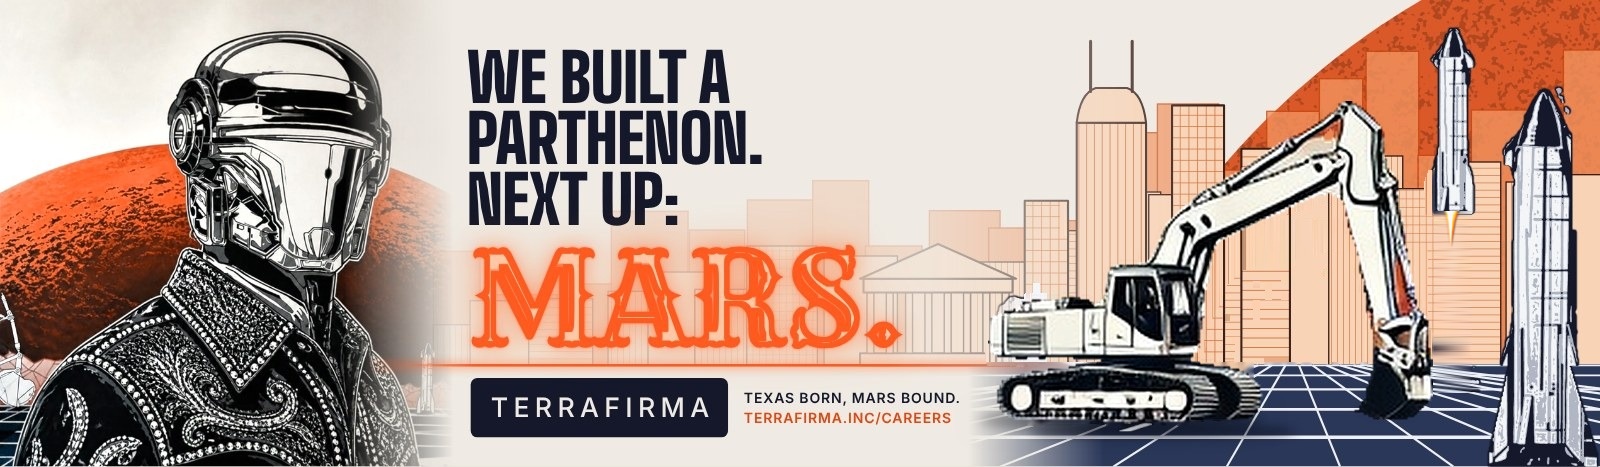 WE BUILT A
PARTHENON.
NEXT UP:
MARS.
TERRAFIRMA
TEXAS BORN, MARS BOUND.
TERRAFIRMA.INC/CAREERS